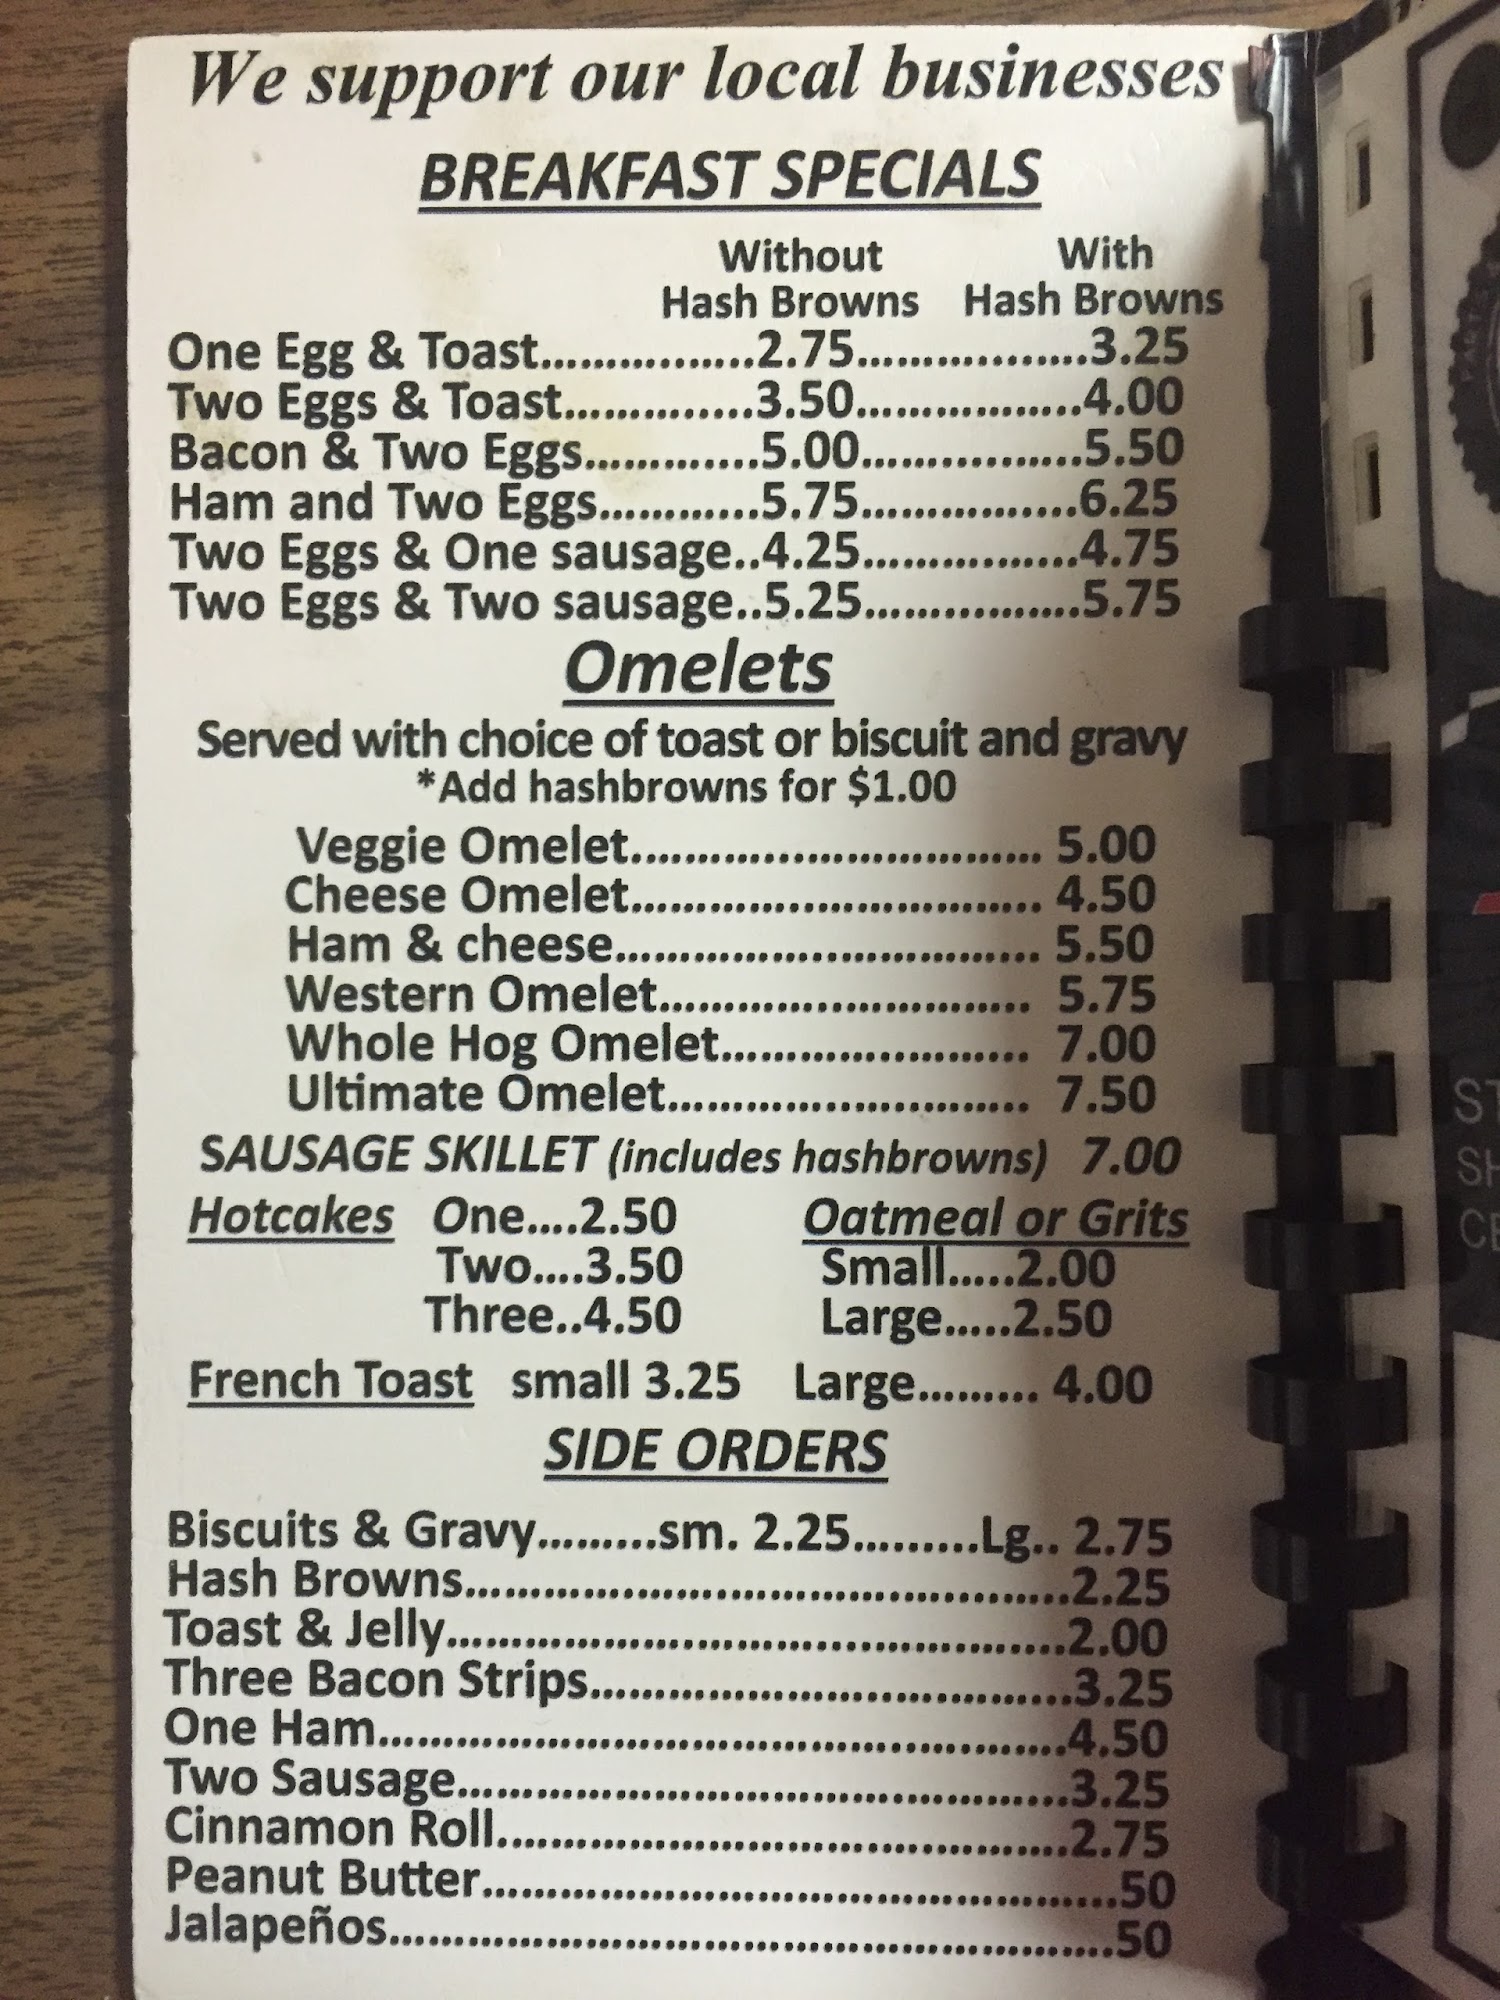 We support our local businesses
BREAKFAST SPECIALS
Without With
Hash Browns Hash Browns
One Egg & Toast..................2.75...................3.25
Two Eggs & Toast................3.50...................4.00
Bacon & Two Eggs...............5.00...................5.50
Ham and Two Eggs..............5.75...................6.25
Two Eggs & One sausage..4.25...................4.75
Two Eggs & Two sausage..5.25...................5.75
Omelets
Served with choice of toast or biscuit and gravy
*Add hashbrowns for $1.00
Veggie Omelet.................................. 5.00
Cheese Omelet.................................. 4.50
Ham & cheese................................... 5.50
Western Omelet............................... 5.75
Whole Hog Omelet.......................... 7.00
Ultimate Omelet.............................. 7.50
SAUSAGE SKILLET (includes hashbrowns) 7.00
Hotcakes One....2.50 Oatmeal or Grits
Two....3.50 Small.....2.00
Three..4.50 Large.....2.50
French Toast small 3.25 Large......... 4.00
SIDE ORDERS
Biscuits & Gravy.........sm. 2.25..........Lg.. 2.75
Hash Browns..................................................2.25
Toast & Jelly...................................................2.00
Three Bacon Strips........................................3.25
One Ham........................................................4.50
Two Sausage..................................................3.25
Cinnamon Roll...............................................2.75
Peanut Butter....................................................50
Jalapeños...........................................................50